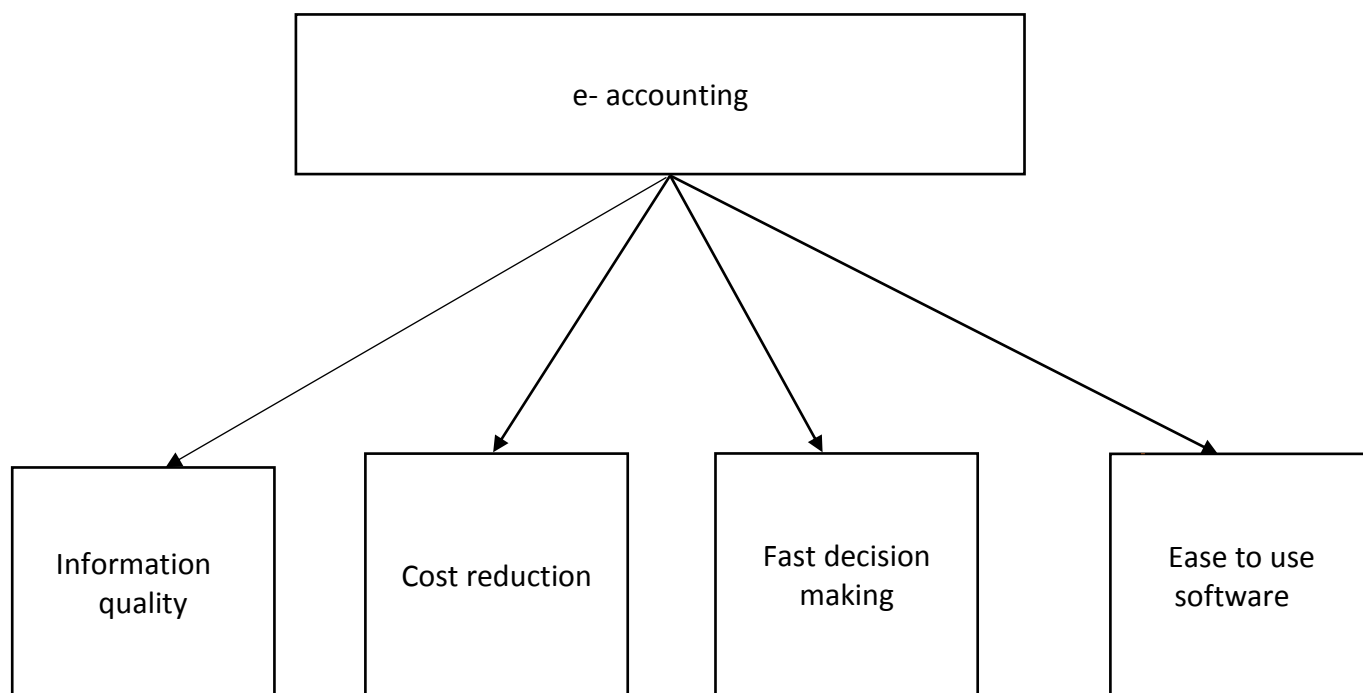 e- accounting
Information
quality
Cost reduction
Fast decision
making
Ease to use
software